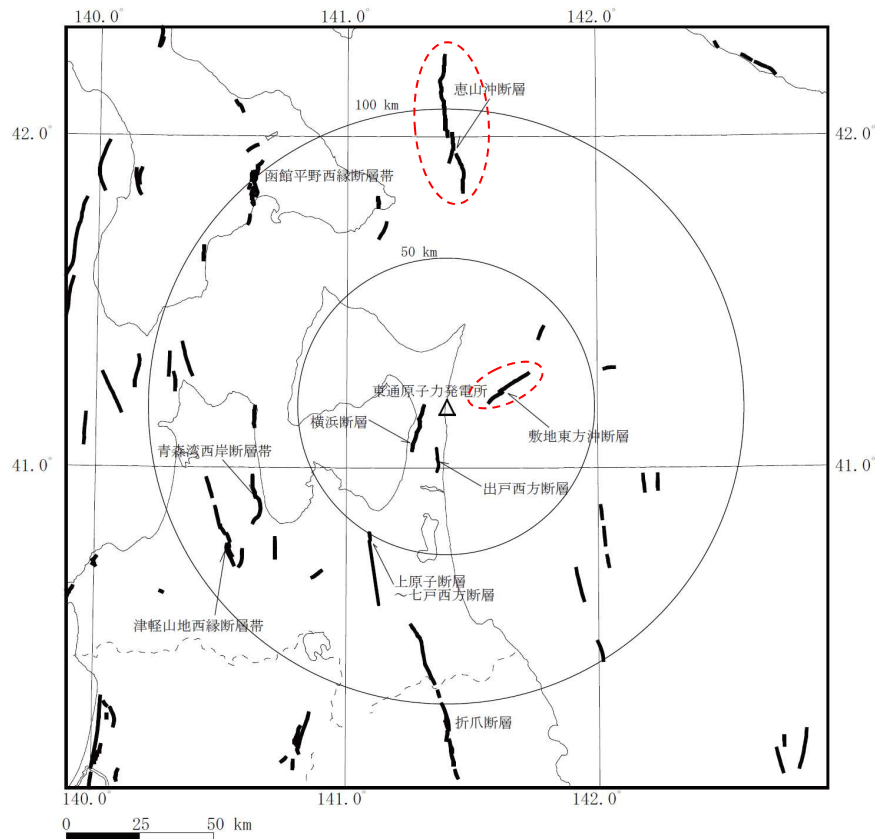 140.0°
141.0°
142.0°
恵山沖断層
100 km
42.0°
42.0°
函館平野西縁断層帯
50 km
東通原子力発電所
横浜断層
敷地東方沖断層
青森湾西岸断層帯
41.0°
41.0°
出戸西方断層
上原子断層
～七戸西方断層
津軽山地西縁断層帯
折爪断層
140.0°
141.0°
142.0°
0 25 50 km